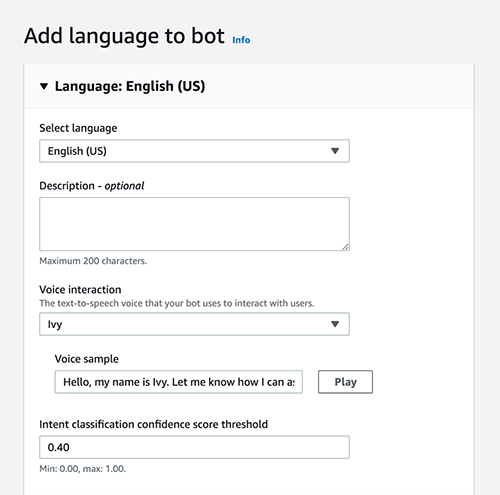 Add language to bot Info
Language: English (US)
Select language
English (US)
Description - optional
Maximum 200 characters.
Voice interaction
The text-to-speech voice that your bot uses to interact with users.
Ivy
Voice sample
Hello, my name is Ivy. Let me know how I can
Play
Intent classification confidence score threshold
0.40
Min: 0.00, max: 1.00.